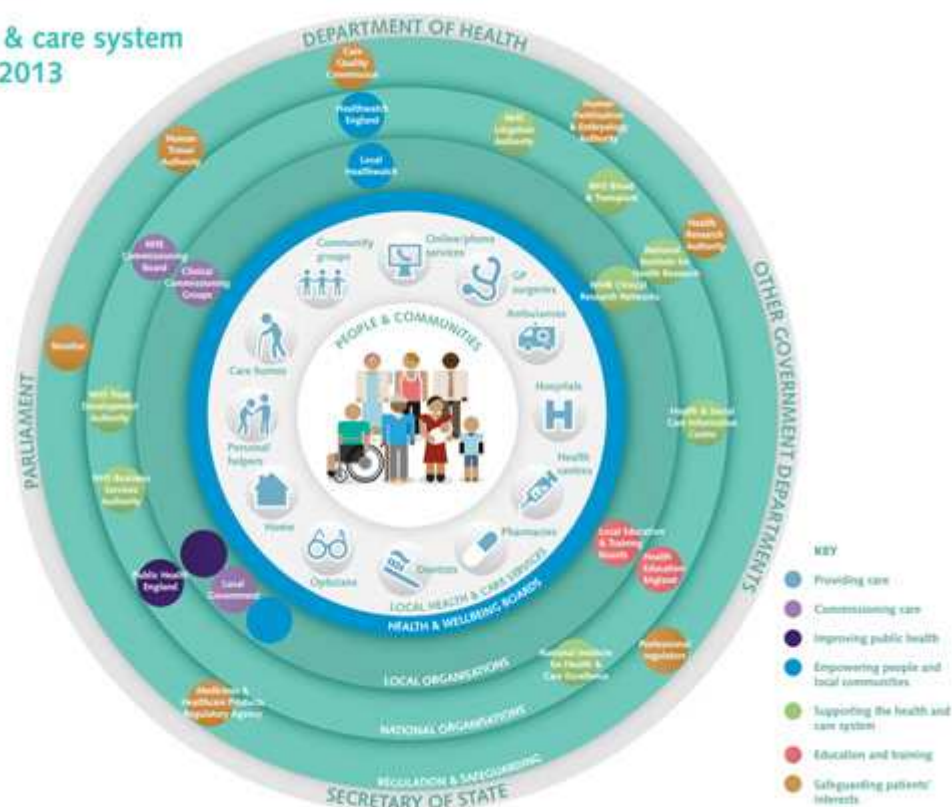 & care system
2013
DEPARTMENT OF HEALTH
Care
Quality
Commission
Healthwatch
England
Local
Healthwatch
Human
Tissue
Authority
NHS
Litigation
Authority
Human
Fertilisation
& Embryology
Authority
NHS Blood
& Transplant
Health
Research
Authority
National
Institute for
Health Research
NIHR Clinical
Research Networks
NHS
Commissioning
Board
Clinical
Commissioning
Groups
Monitor
NHS Trust
Development
Authority
NHS Business
Services
Authority
Public Health
England
Local
Government
Medicines &
Healthcare Products
Regulatory Agency
Health & Social
Care Information
Centre
Local Education
& Training
Boards
Health
Education
England
Professional
regulators
National Institute
for Health &
Care Excellence
Community
groups
Online/phone
services
GP
surgeries
Ambulances
Hospitals
H
Health
centres
Pharmacies
Dentists
Opticians
Home
Personal
helpers
Care homes
PEOPLE & COMMUNITIES
LOCAL HEALTH & CARE SERVICES
HEALTH & WELLBEING BOARDS
LOCAL ORGANISATIONS
NATIONAL ORGANISATIONS
REGULATION & SAFEGUARDING
SECRETARY OF STATE
PARLIAMENT
OTHER GOVERNMENT DEPARTMENTS
KEY
Providing care
Commissioning care
Improving public health
Empowering people and
local communities
Supporting the health and
care system
Education and training
Safeguarding patients'
interests